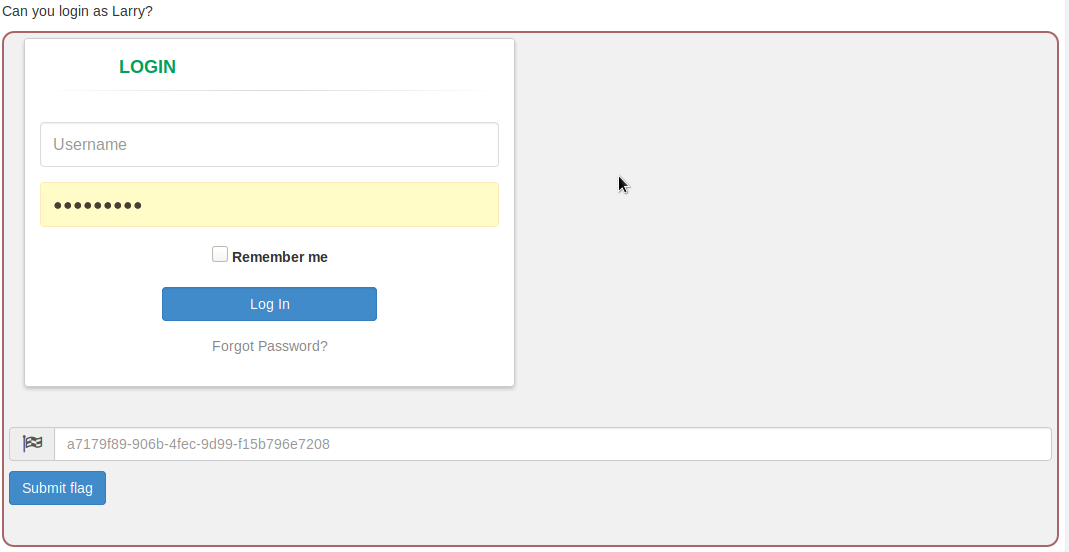 Can you login as Larry?
LOGIN
Username
•••••••••
Remember me
Log In
Forgot Password?
a7179f89-906b-4fec-9d99-f15b796e7208
Submit flag